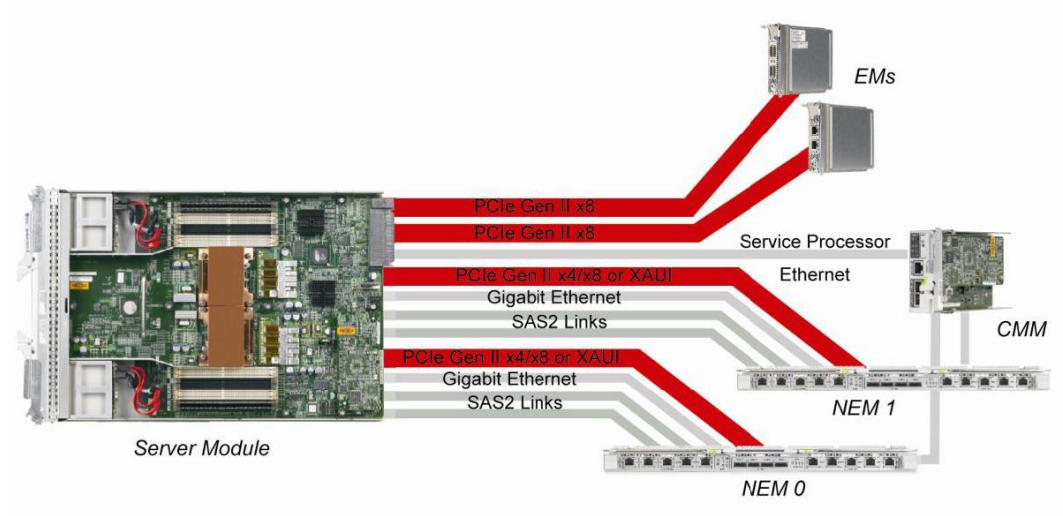 EMs
PCIe Gen II x8
PCIe Gen II x8
Service Processor
Ethernet
PCIe Gen II x4/x8 or XAUI
Gigabit Ethernet
SAS2 Links
CMM
PCIe Gen II x4/x8 or XAUI
Gigabit Ethernet
SAS2 Links
NEM 1
Server Module
NEM 0